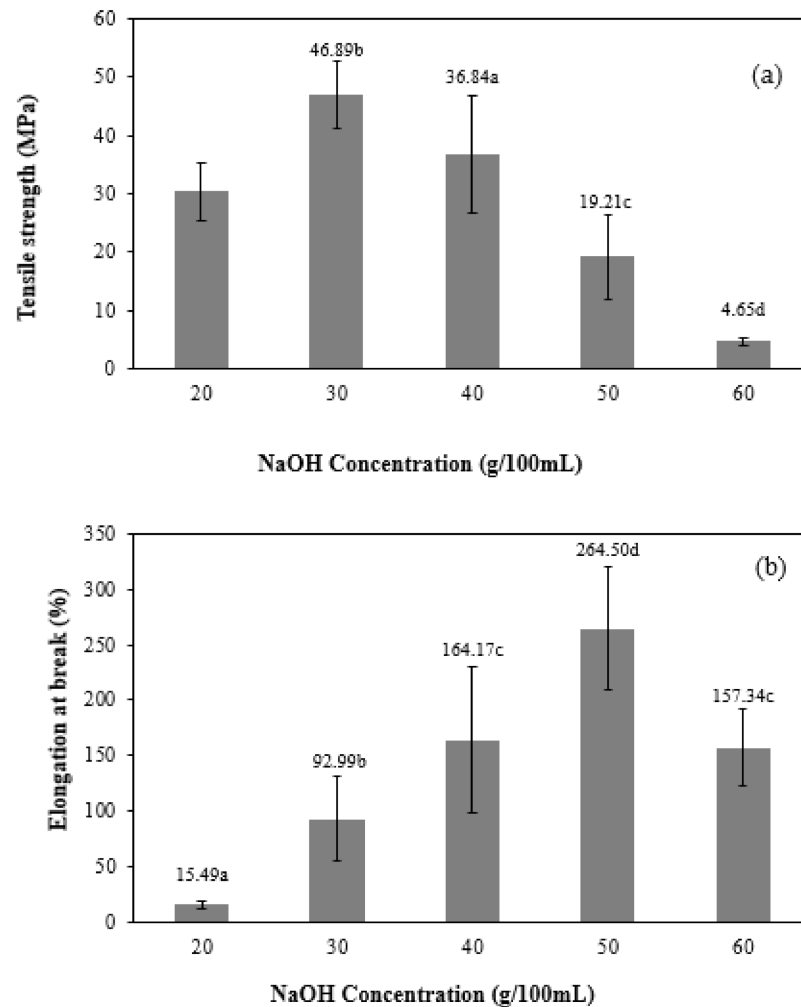 60
50
40
30
20
10
0
Tensile strength (MPa)
46.89b
36.84a
19.21c
4.65d
(a)
20 30 40 50 60
NaOH Concentration (g/100mL)
350
300
250
200
150
100
50
0
Elongation at break (%)
15.49a
92.99b
164.17c
264.50d
157.34c
(b)
20 30 40 50 60
NaOH Concentration (g/100mL)